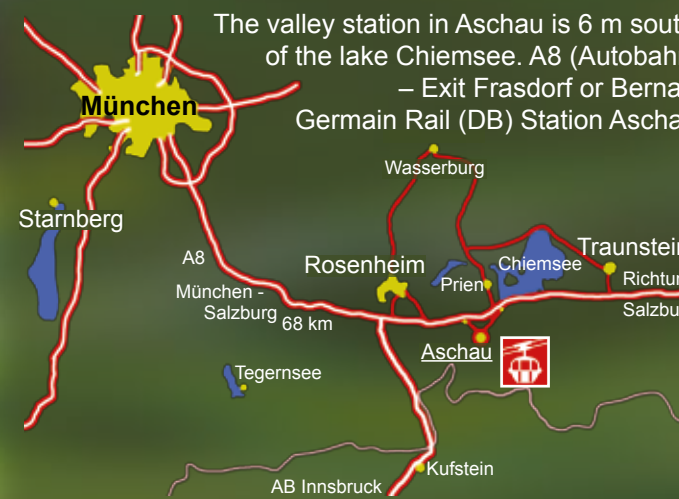 The valley station in Aschau is 6 m sout
of the lake Chiemsee. A8 (Autobah
– Exit Frasdorf or Berna
Germain Rail (DB) Station Ascha
München
Wasserburg
Starnberg
A8
Rosenheim
Prien
Chiemsee
Traunstein
Richtun
München -
Salzburg
68 km
Salzbu
Aschau
Tegernsee
Kufstein
AB Innsbruck